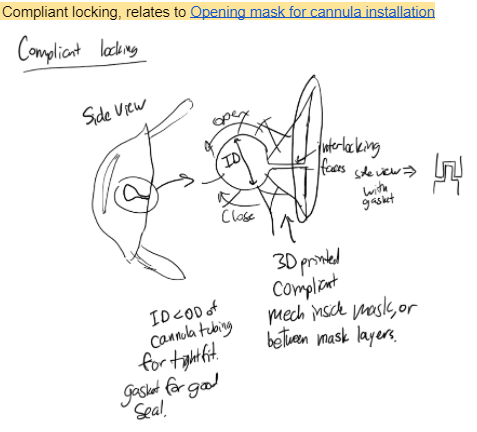 Compliant locking, relates to Opening mask for cannula installation
Compliant locking
Side View
open
ID
Close
interlocking
faces
side view ⇒
with
gasket
3D printed
Compliant
mech inside mask, or
between mask layers.
ID < OD of
cannula tubing
for tight fit.
gasket for good
Seal.